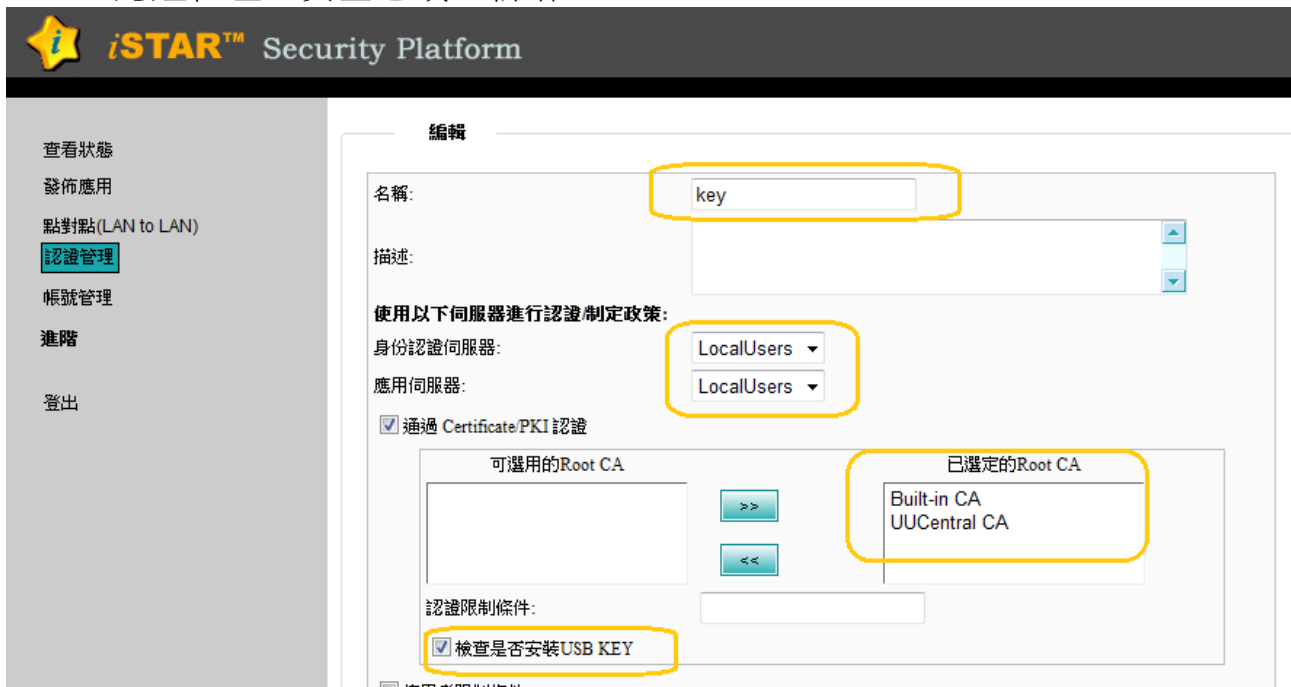 iSTAR™ Security Platform
查看狀態
發佈應用
點對點(LAN to LAN)
認證管理
帳號管理
進階
登出
編輯
名稱: key
描述:
使用以下伺服器進行認證/制定政策:
身份認證伺服器: LocalUsers
應用伺服器: LocalUsers
通過 Certificate/PKI 認證
可選用的Root CA
>>
<<
已選定的Root CA
Built-in CA
UUCentral CA
認證限制條件:
檢查是否安裝USB KEY